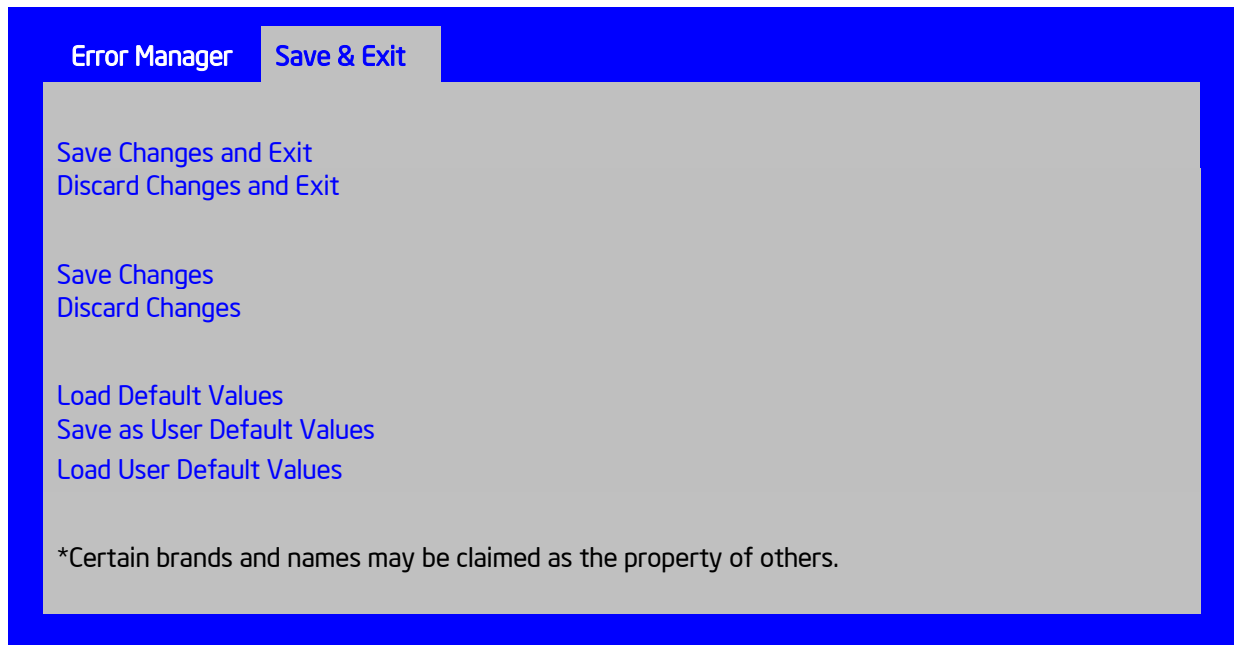 Error Manager Save & Exit
Save Changes and Exit
Discard Changes and Exit
Save Changes
Discard Changes
Load Default Values
Save as User Default Values
Load User Default Values
*Certain brands and names may be claimed as the property of others.